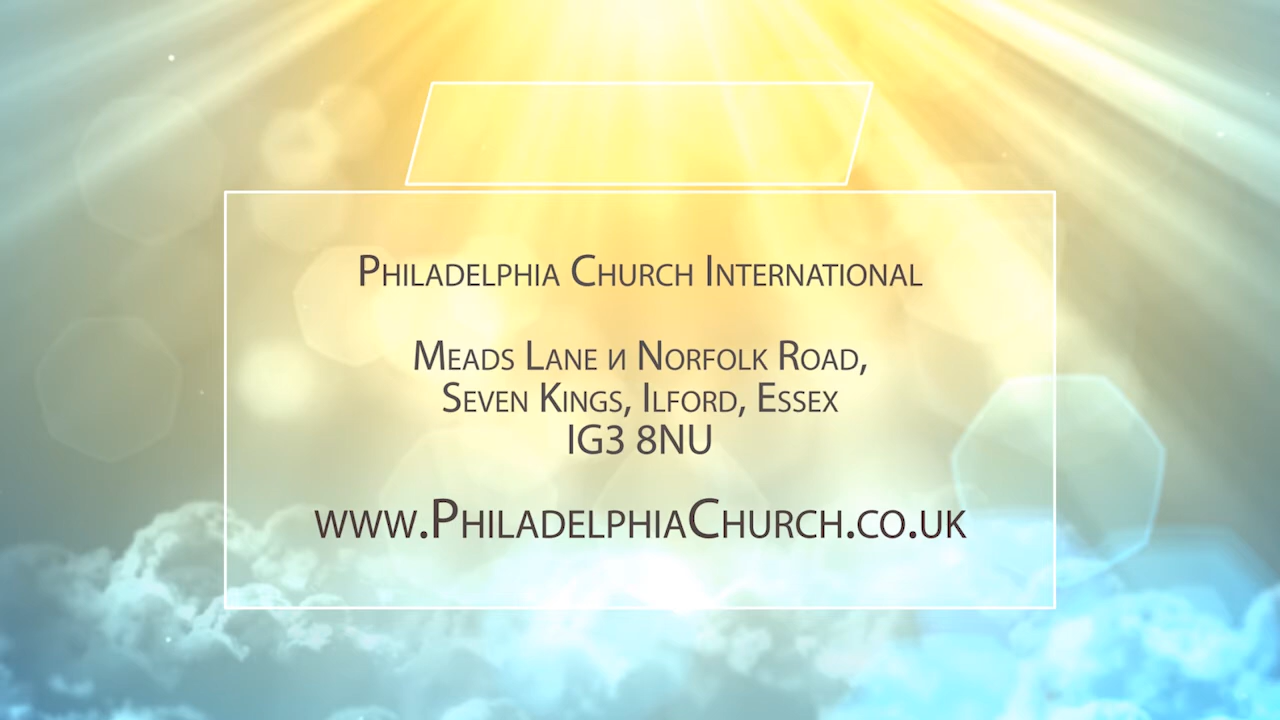 Philadelphia Church International
Meads Lane и Norfolk Road,
Seven Kings, Ilford, Essex
IG3 8NU
www.PhiladelphiaChurch.co.uk